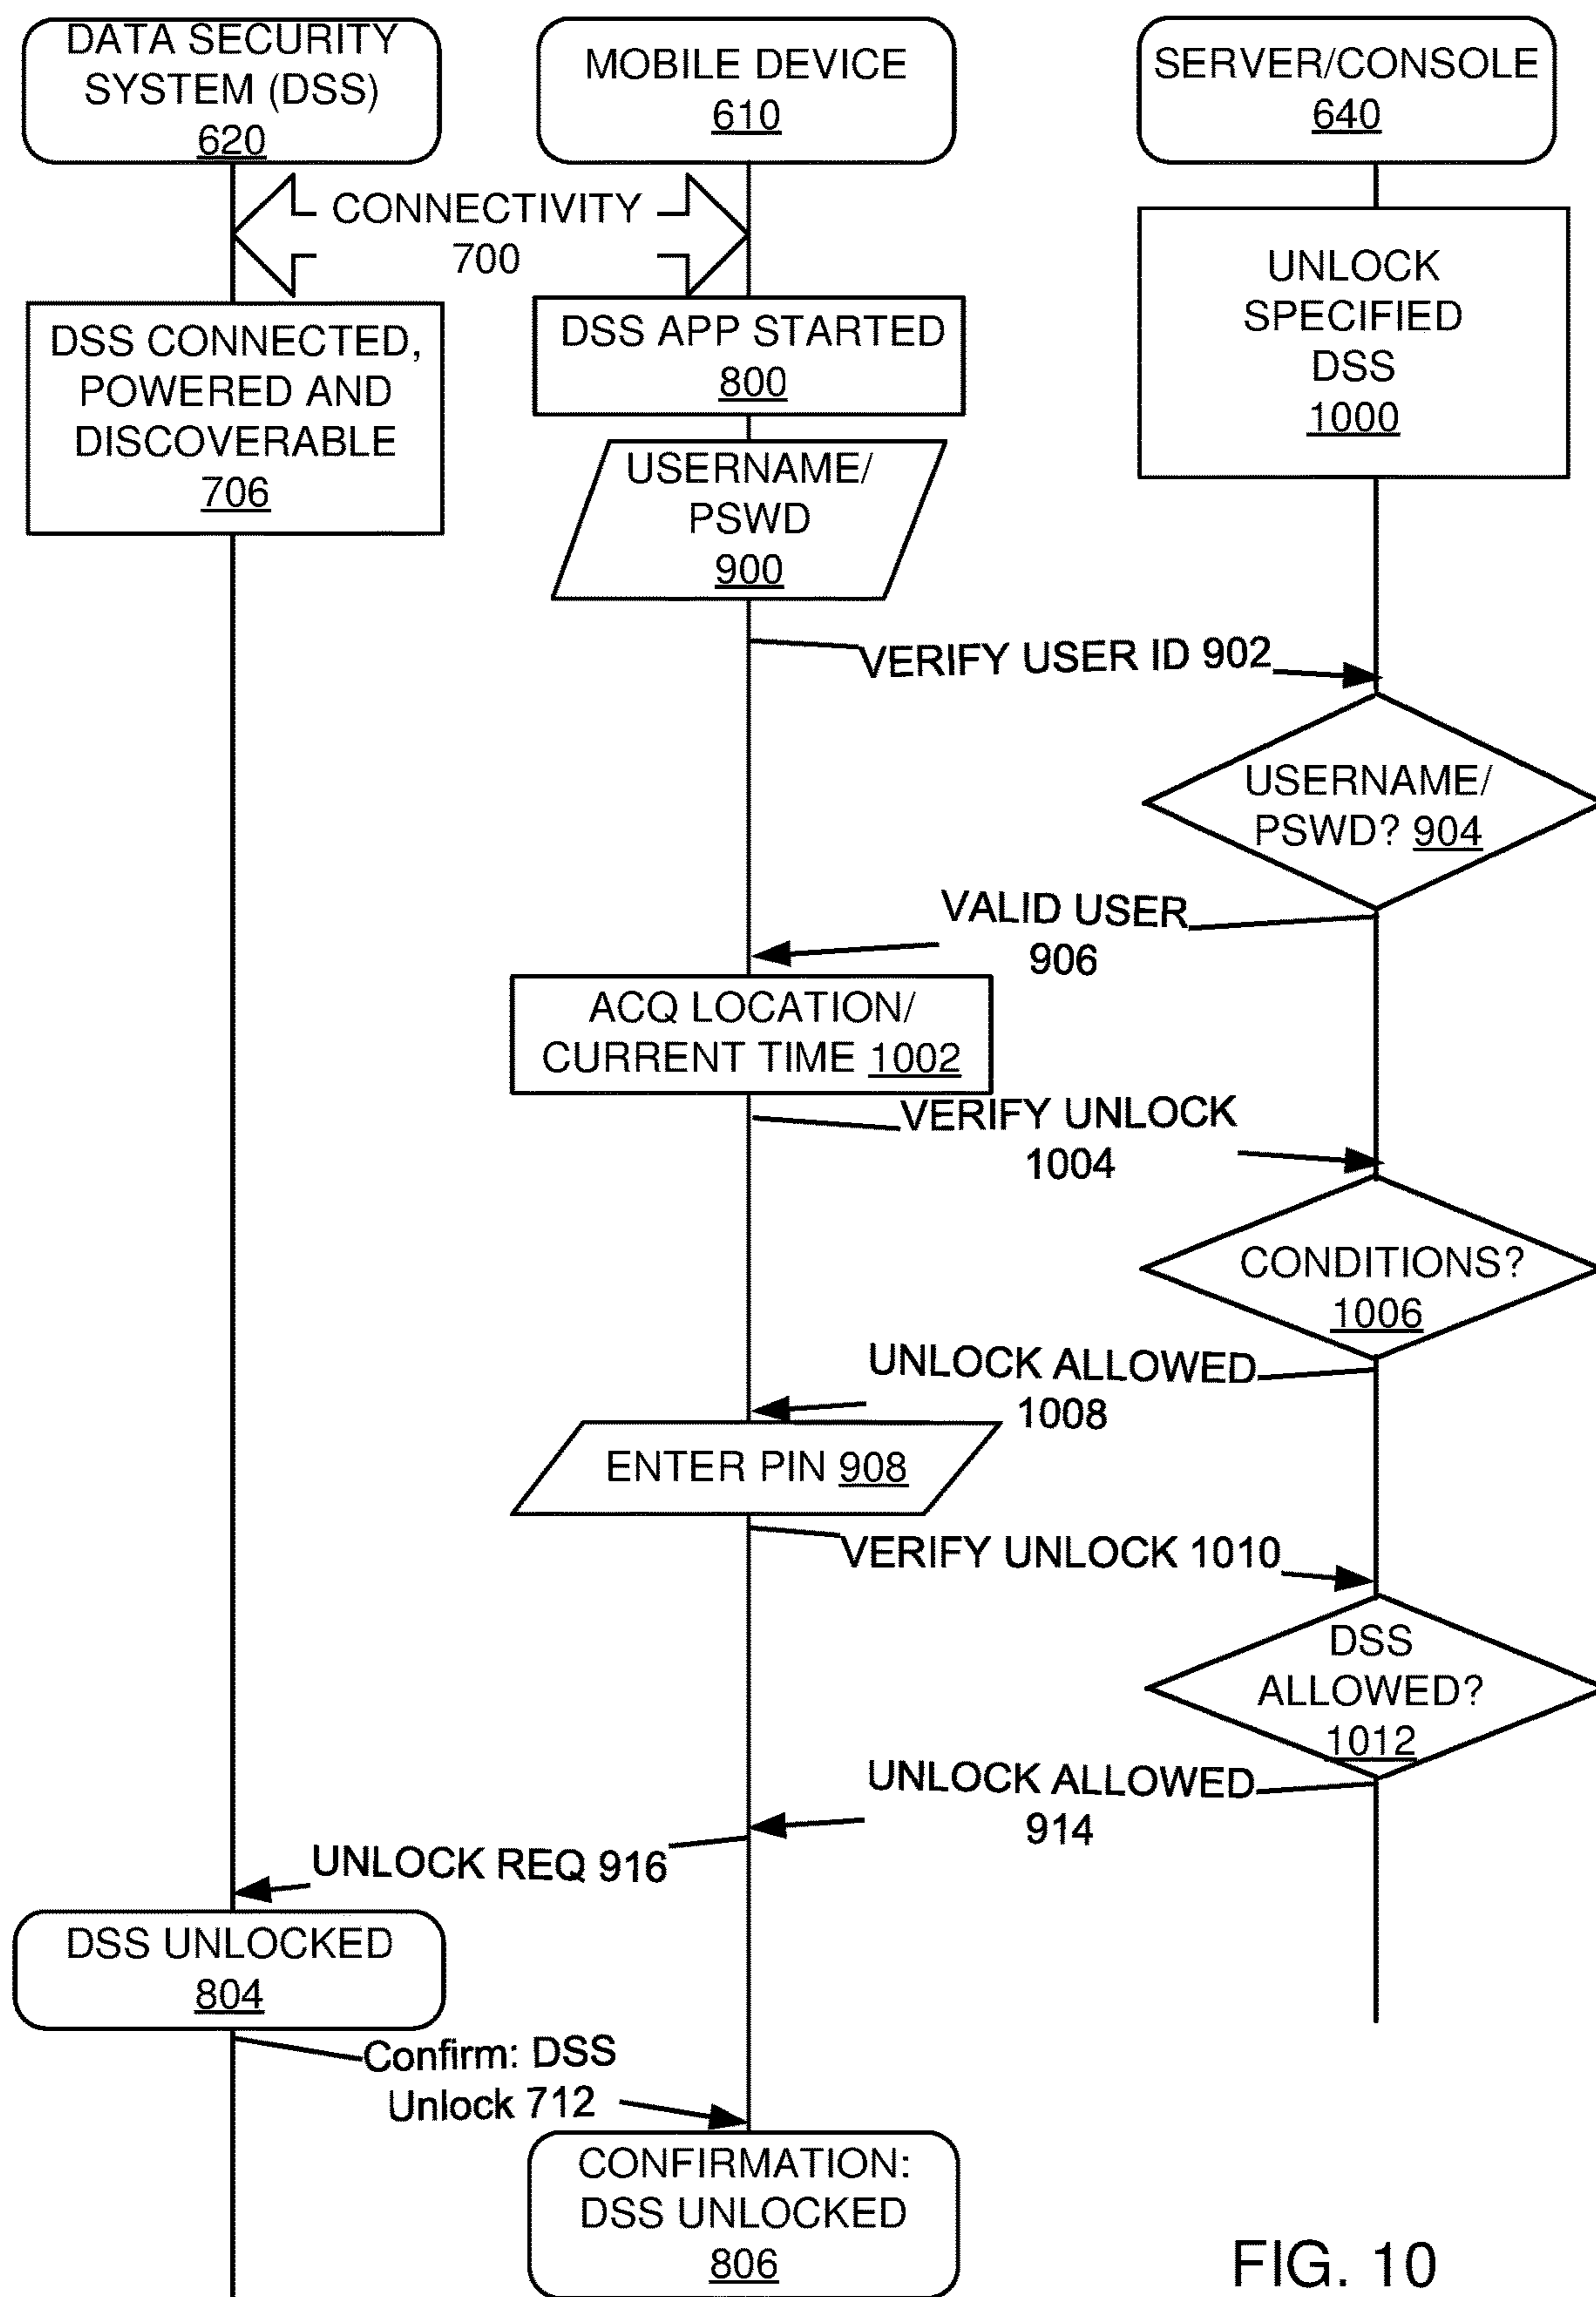 DATA SECURITY
SYSTEM (DSS)
620
MOBILE DEVICE
610
SERVER/CONSOLE
640
CONNECTIVITY
700
UNLOCK
SPECIFIED
DSS
1000
DSS CONNECTED,
POWERED AND
DISCOVERABLE
706
DSS APP STARTED
800
USERNAME/
PSWD
900
VERIFY USER ID 902
USERNAME/
PSWD? 904
VALID USER
906
ACQ LOCATION/
CURRENT TIME 1002
VERIFY UNLOCK
1004
CONDITIONS?
1006
UNLOCK ALLOWED
1008
ENTER PIN 908
VERIFY UNLOCK 1010
DSS
ALLOWED?
1012
UNLOCK ALLOWED
914
UNLOCK REQ 916
DSS UNLOCKED
804
Confirm: DSS
Unlock 712
CONFIRMATION:
DSS UNLOCKED
806
FIG. 10